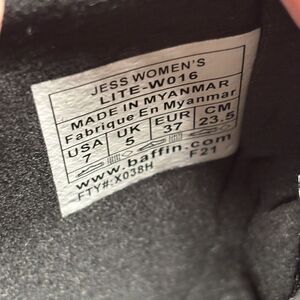 JESS WOMEN'S
LITE-W016
MADE IN MYANMAR
Fabrique En Myanmar
USA UK EUR CM
7 5 37 23.5
www.baffin.com
FTY#:X038H F21